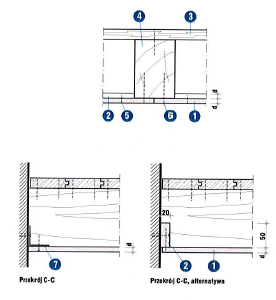 4 3
d
d
2 5 6 1
20
50
d
d
7 2 1
Przekrój C-C Przekrój C-C, alternatywa